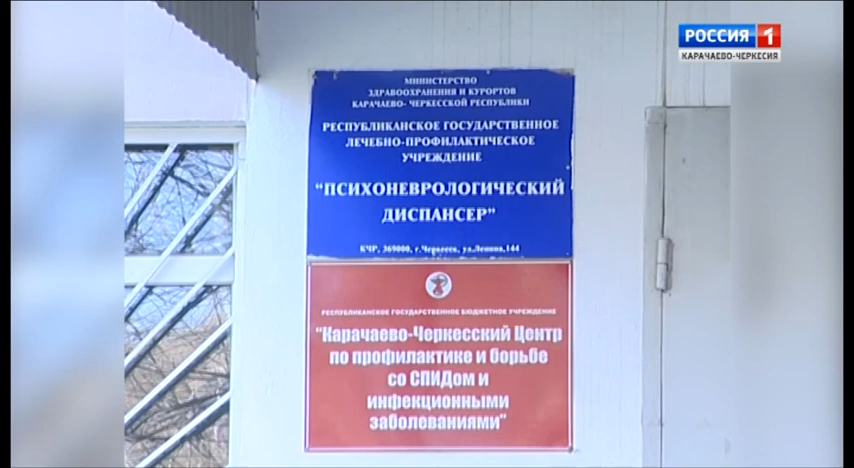 РОССИЯ 1
КАРАЧАЕВО-ЧЕРКЕСИЯ
МИНИСТЕРСТВО
ЗДРАВООХРАНЕНИЯ И КУРОРТОВ
КАРАЧАЕВО- ЧЕРКЕССКОЙ РЕСПУБЛИКИ
РЕСПУБЛИКАНСКОЕ ГОСУДАРСТВЕННОЕ
ЛЕЧЕБНО-ПРОФИЛАКТИЧЕСКОЕ
УЧРЕЖДЕНИЕ
"ПСИХОНЕВРОЛОГИЧЕСКИЙ
ДИСПАНСЕР"
КЧР, 369000, г.Черкесск, ул.Ленина,144
РЕСПУБЛИКАНСКОЕ ГОСУДАРСТВЕННОЕ БЮДЖЕТНОЕ УЧРЕЖДЕНИЕ
"Карачаево-Черкесский Центр
по профилактике и борьбе
со СПИДом и
инфекционными
заболеваниями"